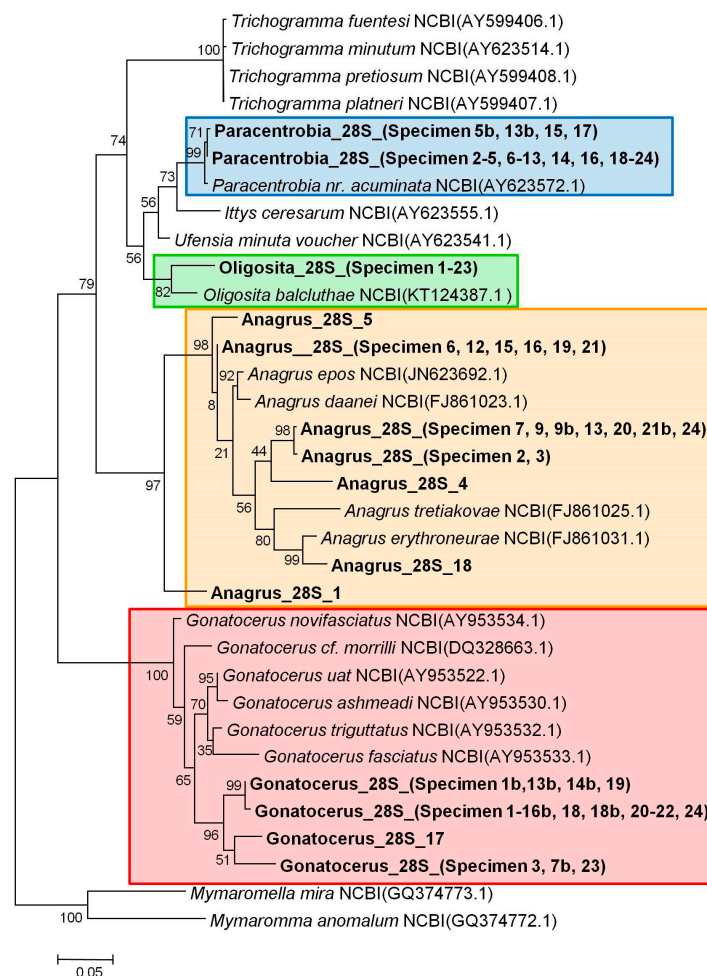 Trichogramma fuentesi NCBI(AY599406.1)
Trichogramma minutum NCBI(AY623514.1)
100
Trichogramma pretiosum NCBI(AY599408.1)
Trichogramma platneri NCBI(AY599407.1)
71
Paracentrobia_28S_(Specimen 5b, 13b, 15, 17)
74
99
Paracentrobia_28S_(Specimen 2-5, 6-13, 14, 16, 18-24)
73
Paracentrobia nr. acuminata NCBI(AY623572.1)
56
Ittys ceresarum NCBI(AY623555.1)
Ufensia minuta voucher NCBI(AY623541.1)
56
Oligosita_28S_(Specimen 1-23)
79
82
Oligosita balcluthae NCBI(KT124387.1)
Anagrus_28S_5
98
Anagrus__28S_(Specimen 6, 12, 15, 16, 19, 21)
92
Anagrus epos NCBI(JN623692.1)
8
Anagrus daanei NCBI(FJ861023.1)
98
Anagrus_28S_(Specimen 7, 9, 9b, 13, 20, 21b, 24)
21
44
Anagrus_28S_(Specimen 2, 3)
97
Anagrus_28S_4
56
Anagrus tretiakovae NCBI(FJ861025.1)
80
Anagrus erythroneurae NCBI(FJ861031.1)
99
Anagrus_28S_18
Anagrus_28S_1
Gonatocerus novifasciatus NCBI(AY953534.1)
100
Gonatocerus cf. morrilli NCBI(DQ328663.1)
95
Gonatocerus uat NCBI(AY953522.1)
59
70
Gonatocerus ashmeadi NCBI(AY953530.1)
Gonatocerus triguttatus NCBI(AY953532.1)
35
Gonatocerus fasciatus NCBI(AY953533.1)
65
99
Gonatocerus_28S_(Specimen 1b,13b, 14b, 19)
Gonatocerus_28S_(Specimen 1-16b, 18, 18b, 20-22, 24)
96
Gonatocerus_28S_17
51
Gonatocerus_28S_(Specimen 3, 7b, 23)
Mymaromella mira NCBI(GQ374773.1)
100
Mymaromma anomalum NCBI(GQ374772.1)
0.05